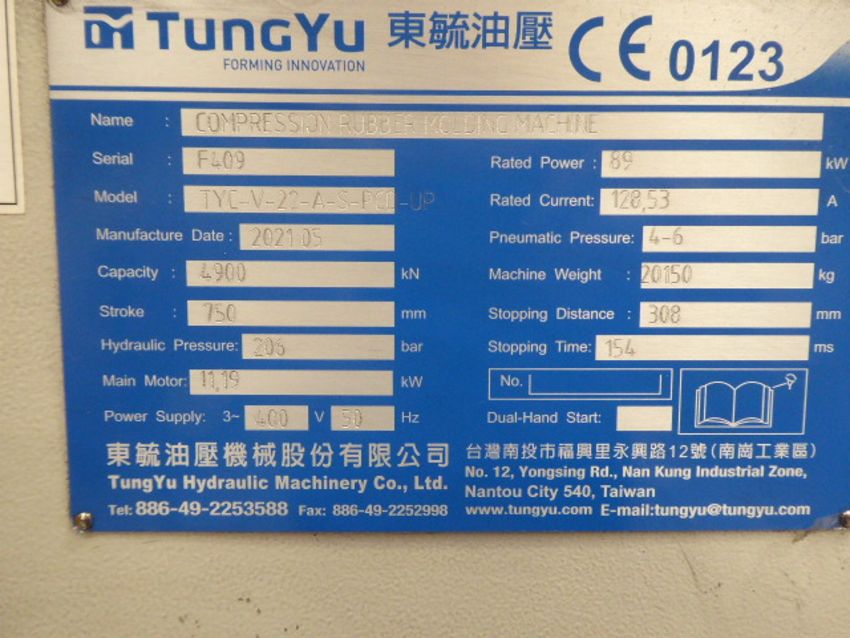 TungYu 東毓油壓 CE 0123
FORMING INNOVATION
Name : COMPRESSION RUBBER MOLDING MACHINE
Serial : F409
Rated Power : 89 kW
Model : TYC-V-22-A-S-PCD-UP
Rated Current: 128,53 A
Manufacture Date : 2021.05
Pneumatic Pressure: 4-6 bar
Capacity : 4900 kN
Machine Weight : 20150 kg
Stroke : 750 mm
Stopping Distance : 308 mm
Hydraulic Pressure: 206 bar
Stopping Time: 154 ms
Main Motor: 11,19 kW
No.
Power Supply: 3~ 400 V 50 Hz
Dual-Hand Start:
東毓油壓機械股份有限公司
TungYu Hydraulic Machinery Co., Ltd.
Tel: 886-49-2253588 Fax: 886-49-2252998
台灣南投市福興里永興路12號(南崗工業區)
No. 12, Yongsing Rd., Nan Kung Industrial Zone,
Nantou City 540, Taiwan
www.tungyu.com E-mail:tungyu@tungyu.com